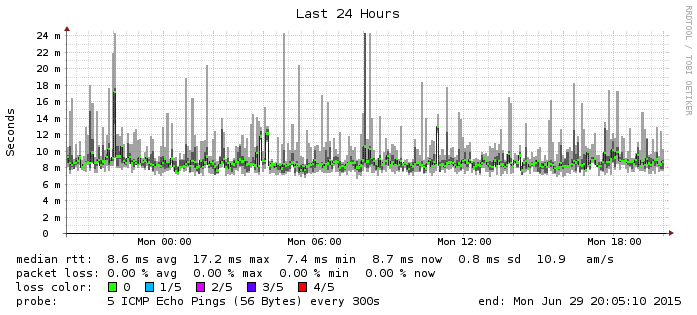 Last 24 Hours
RRDTOOL / TOBI OETIKER
Seconds
24 m
22 m
20 m
18 m
16 m
14 m
12 m
10 m
8 m
6 m
4 m
2 m
0
Mon 00:00 Mon 06:00 Mon 12:00 Mon 18:00
median rtt: 8.6 ms avg 17.2 ms max 7.4 ms min 8.7 ms now 0.8 ms sd 10.9 am/s
packet loss: 0.00 % avg 0.00 % max 0.00 % min 0.00 % now
loss color: 0 1/5 2/5 3/5 4/5
probe: 5 ICMP Echo Pings (56 Bytes) every 300s end: Mon Jun 29 20:05:10 2015